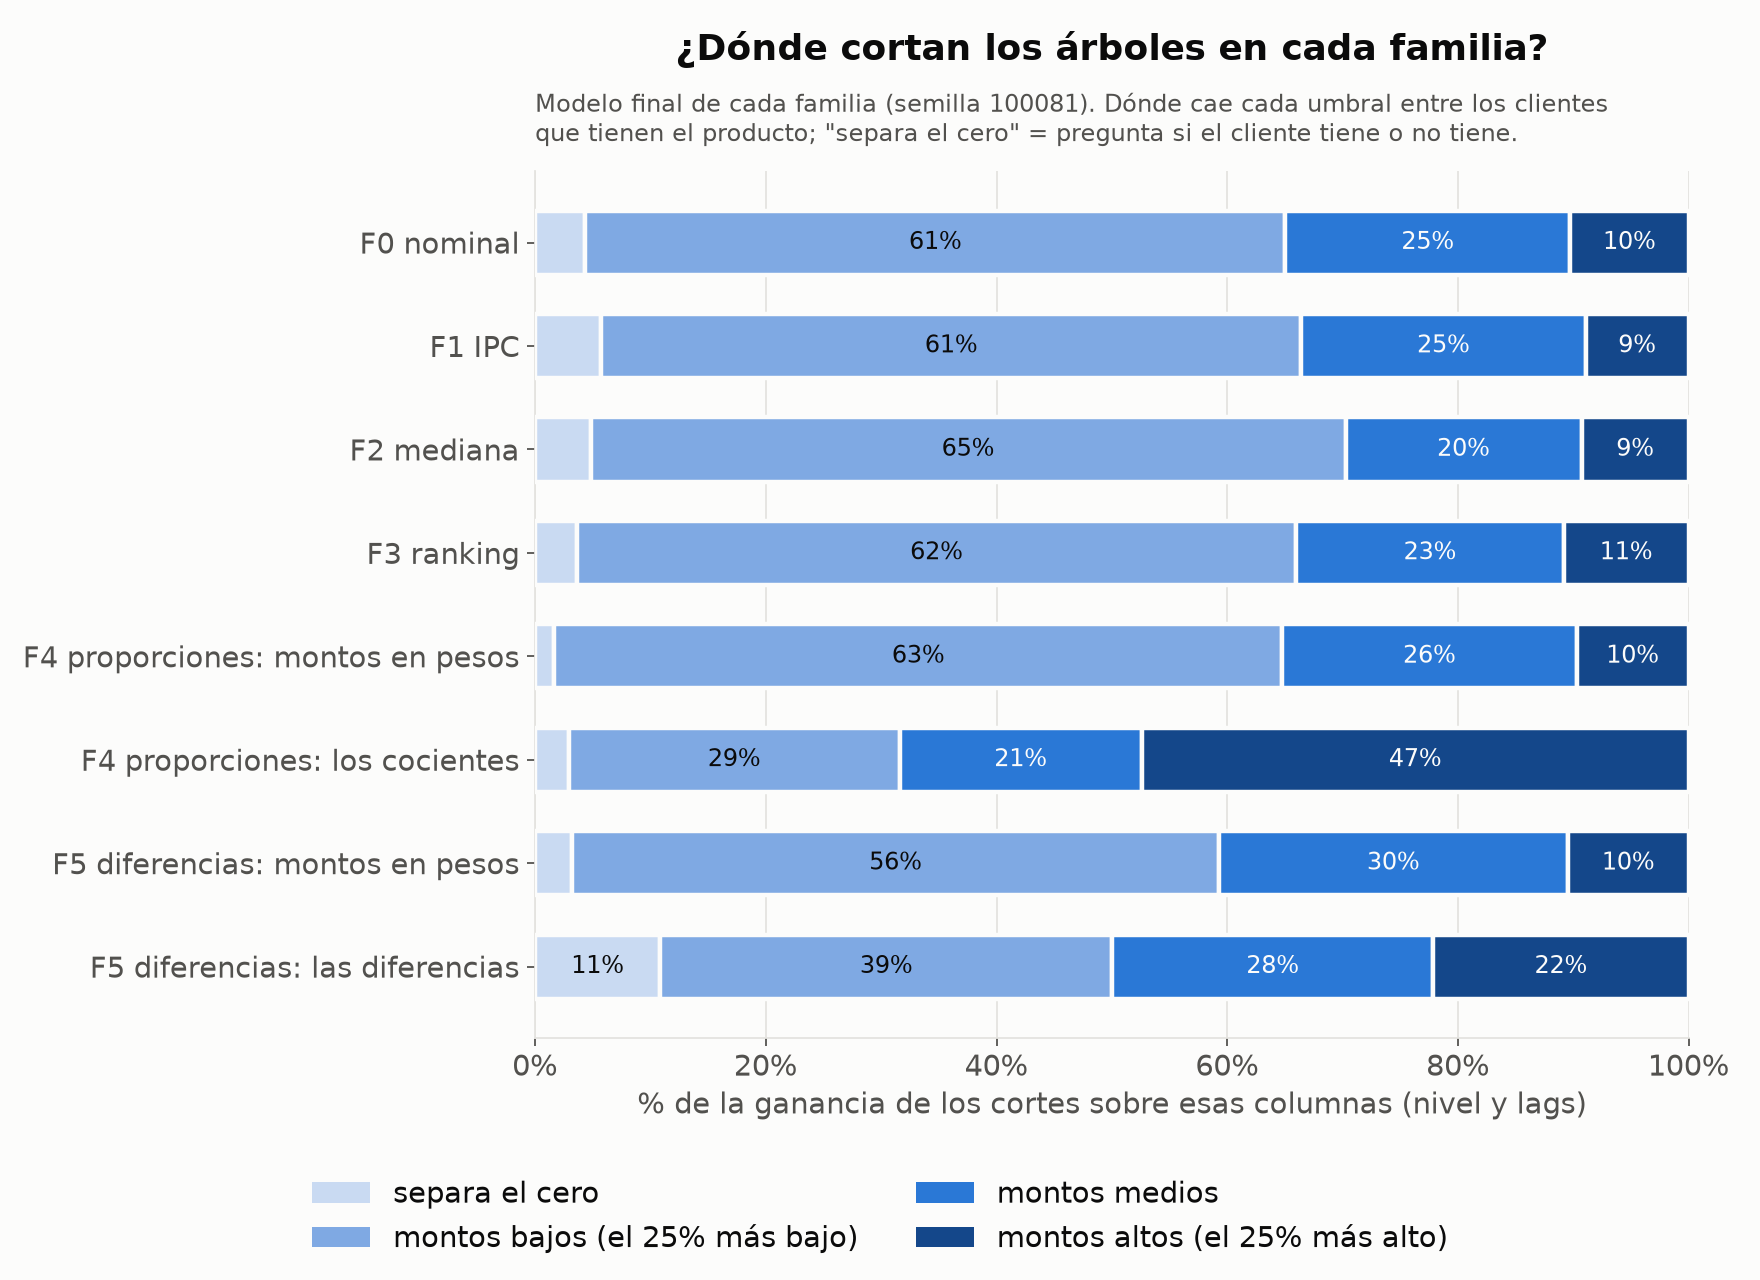 ¿Dónde cortan los árboles en cada familia?
Modelo final de cada familia (semilla 100081). Dónde cae cada umbral entre los clientes
que tienen el producto; "separa el cero" = pregunta si el cliente tiene o no tiene.
F0 nominal 61% 25% 10%
F1 IPC 61% 25% 9%
F2 mediana 65% 20% 9%
F3 ranking 62% 23% 11%
F4 proporciones: montos en pesos 63% 26% 10%
F4 proporciones: los cocientes 29% 21% 47%
F5 diferencias: montos en pesos 56% 30% 10%
F5 diferencias: las diferencias 11% 39% 28% 22%
0% 20% 40% 60% 80% 100%
% de la ganancia de los cortes sobre esas columnas (nivel y lags)
separa el cero
montos bajos (el 25% más bajo)
montos medios
montos altos (el 25% más alto)